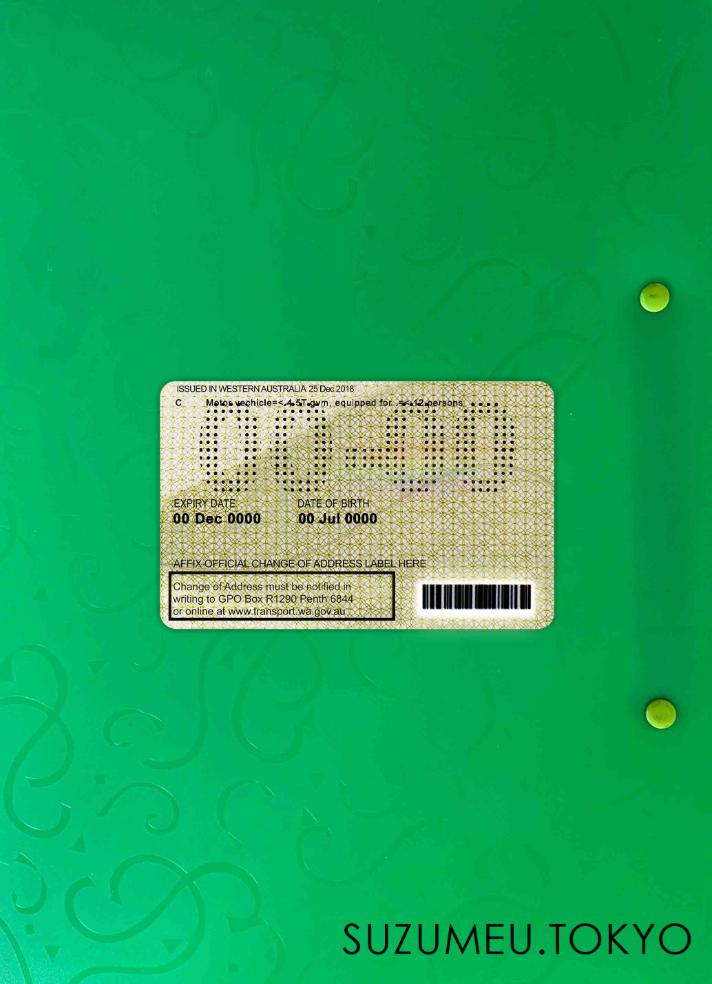 ISSUED IN WESTERN AUSTRALIA 25 Dec 2018
C Motor vechicle=<.4.5T gvm, equipped for =<.12 persons
00-00
EXPIRY DATE DATE OF BIRTH
00 Dec 0000 00 Jul 0000
AFFIX OFFICIAL CHANGE OF ADDRESS LABEL HERE
Change of Address must be notified in
writing to GPO Box R1290 Penth 6844
or online at www.transport.wa.gov.au
SUZUMEU.TOKYO